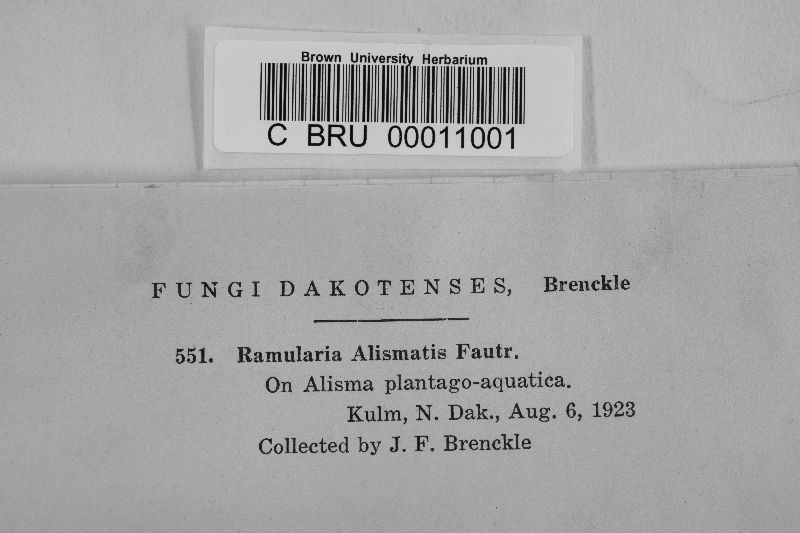 Brown University Herbarium
C BRU 00011001
FUNGI DAKOTENSES, Brenckle
551. Ramularia Alismatis Fautr.
On Alisma plantago-aquatica.
Kulm, N. Dak., Aug. 6, 1923
Collected by J. F. Brenckle